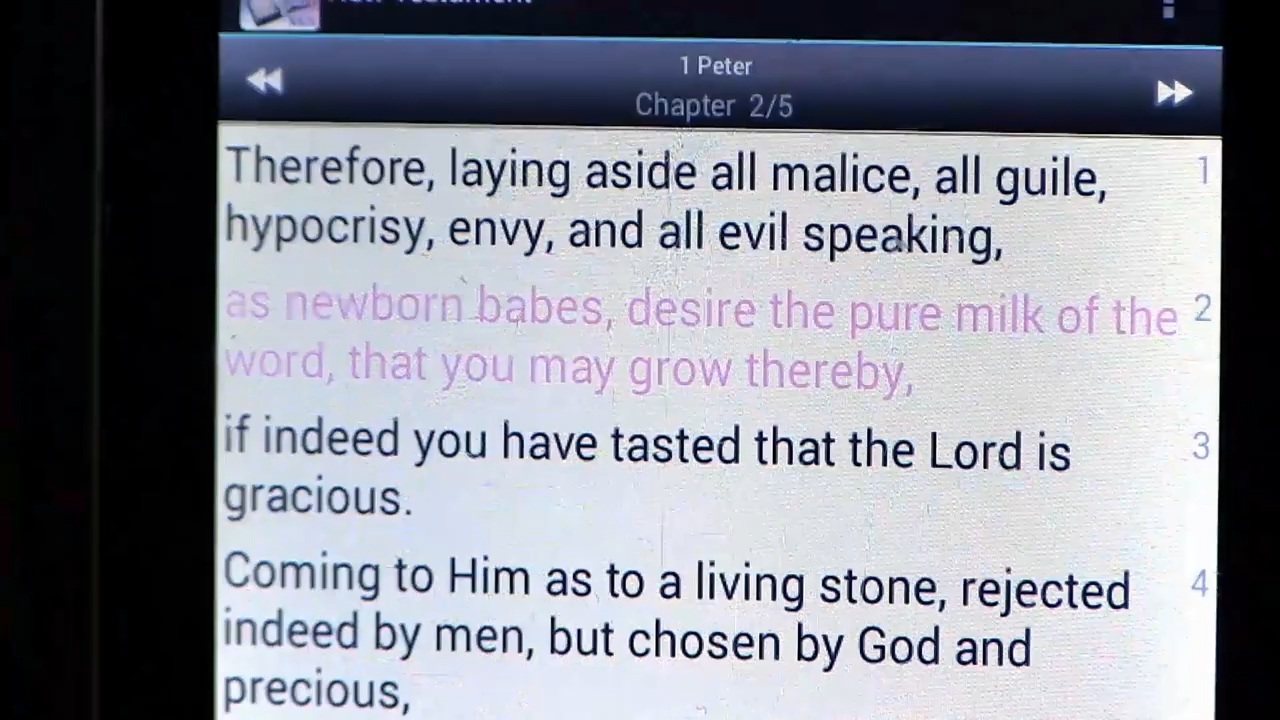 1 Peter
Chapter 2/5
Therefore, laying aside all malice, all guile, 1
hypocrisy, envy, and all evil speaking,
as newborn babes, desire the pure milk of the 2
word, that you may grow thereby,
if indeed you have tasted that the Lord is 3
gracious.
Coming to Him as to a living stone, rejected 4
indeed by men, but chosen by God and
precious,